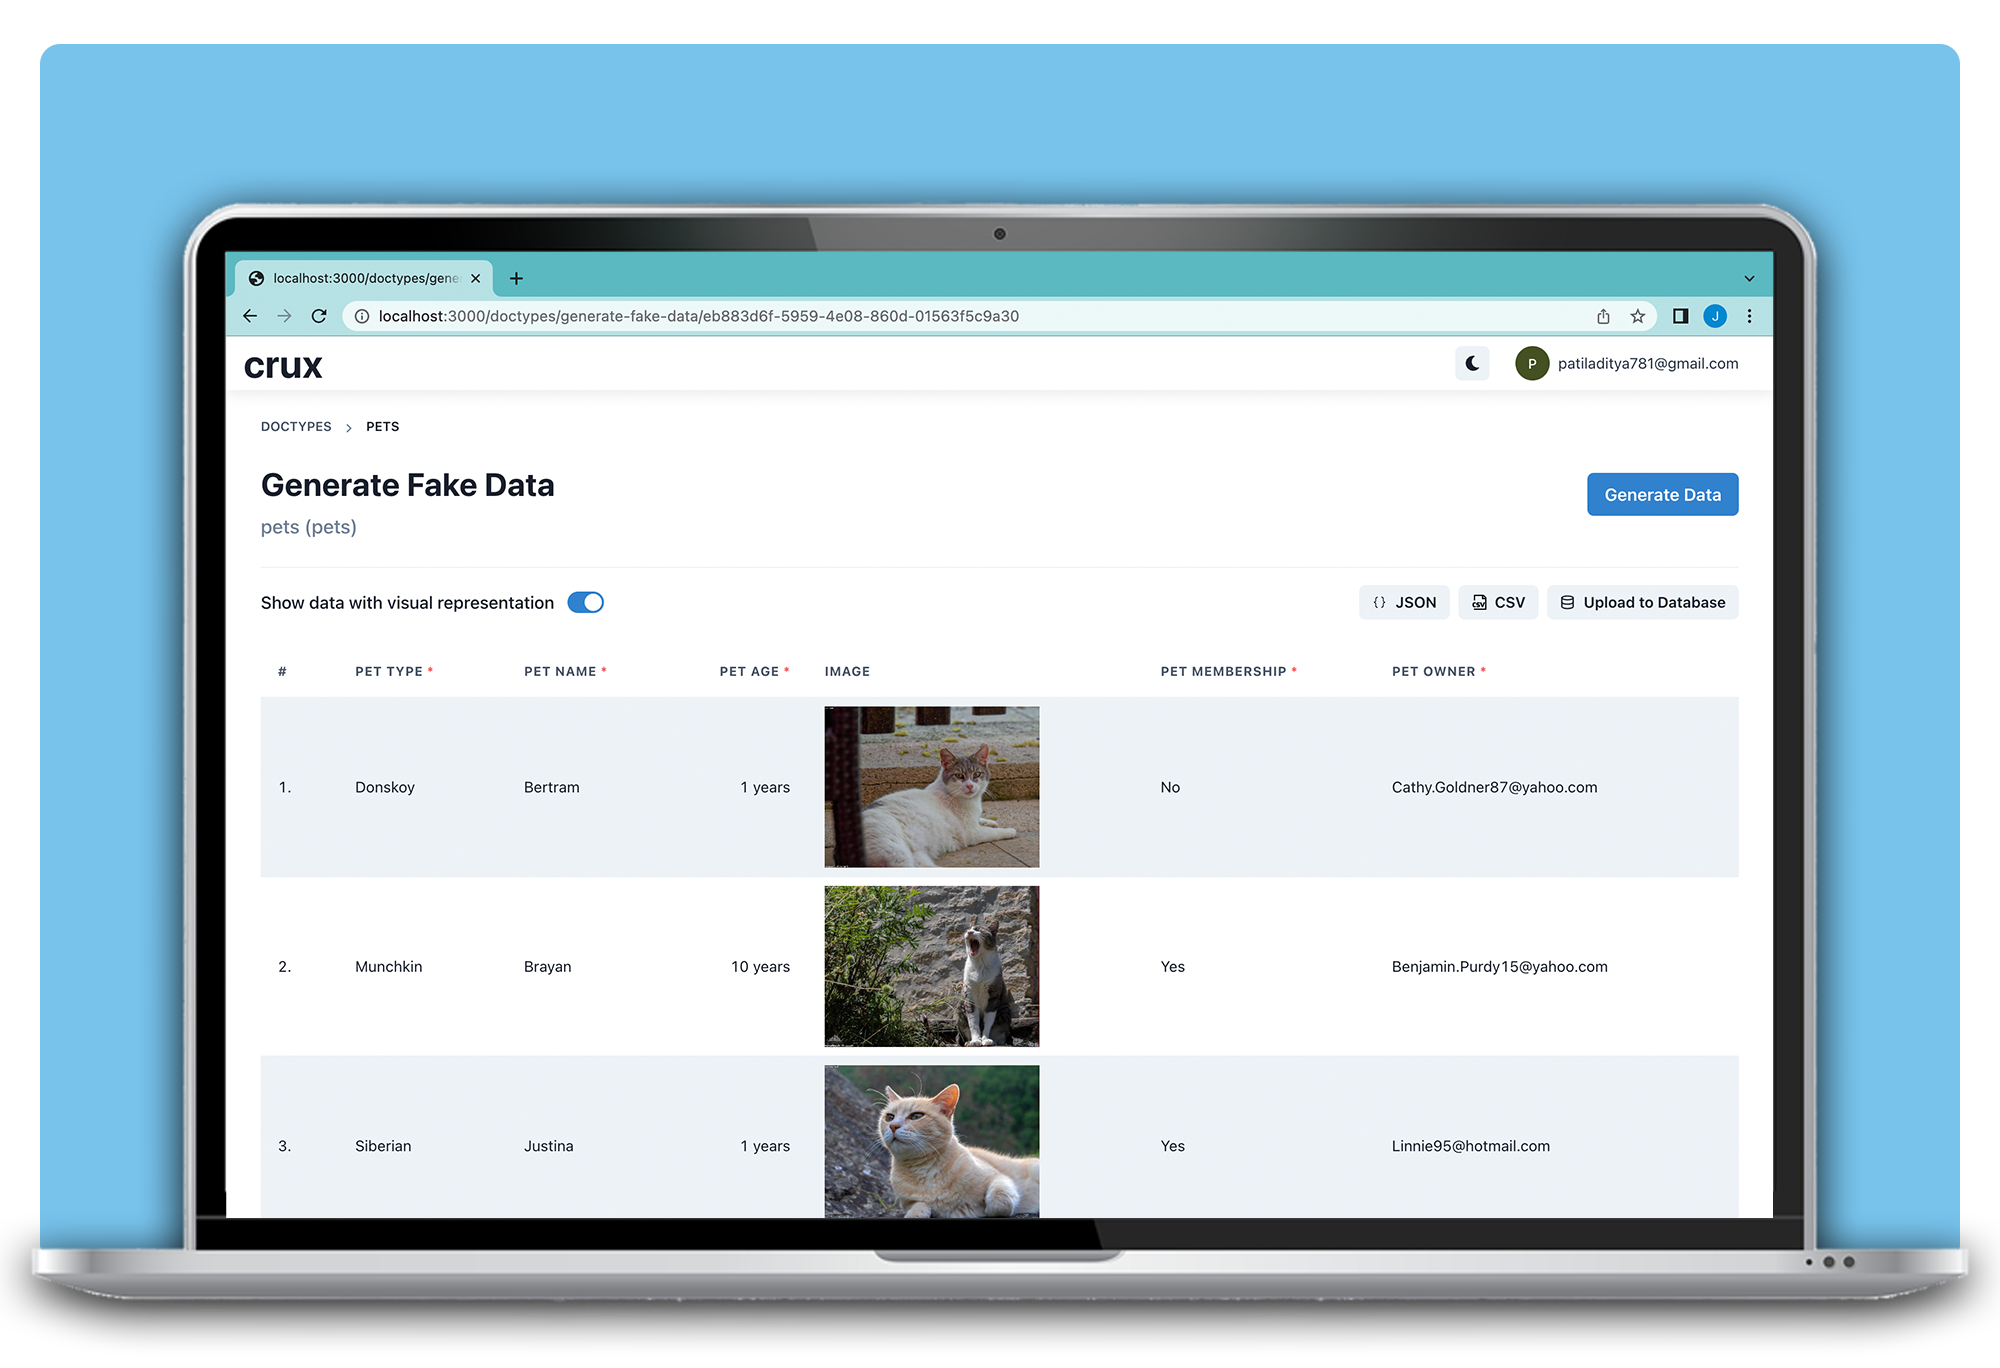 localhost:3000/doctypes/gene
localhost:3000/doctypes/generate-fake-data/eb883d6f-5959-4e08-860d-01563f5c9a30
J
crux
P patiladitya781@gmail.com
DOCTYPES > PETS
Generate Fake Data
Generate Data
pets (pets)
Show data with visual representation
{} JSON
CSV CSV
Upload to Database
# PET TYPE * PET NAME * PET AGE * IMAGE PET MEMBERSHIP * PET OWNER *
1. Donskoy Bertram 1 years No Cathy.Goldner87@yahoo.com
2. Munchkin Brayan 10 years Yes Benjamin.Purdy15@yahoo.com
3. Siberian Justina 1 years Yes Linnie95@hotmail.com